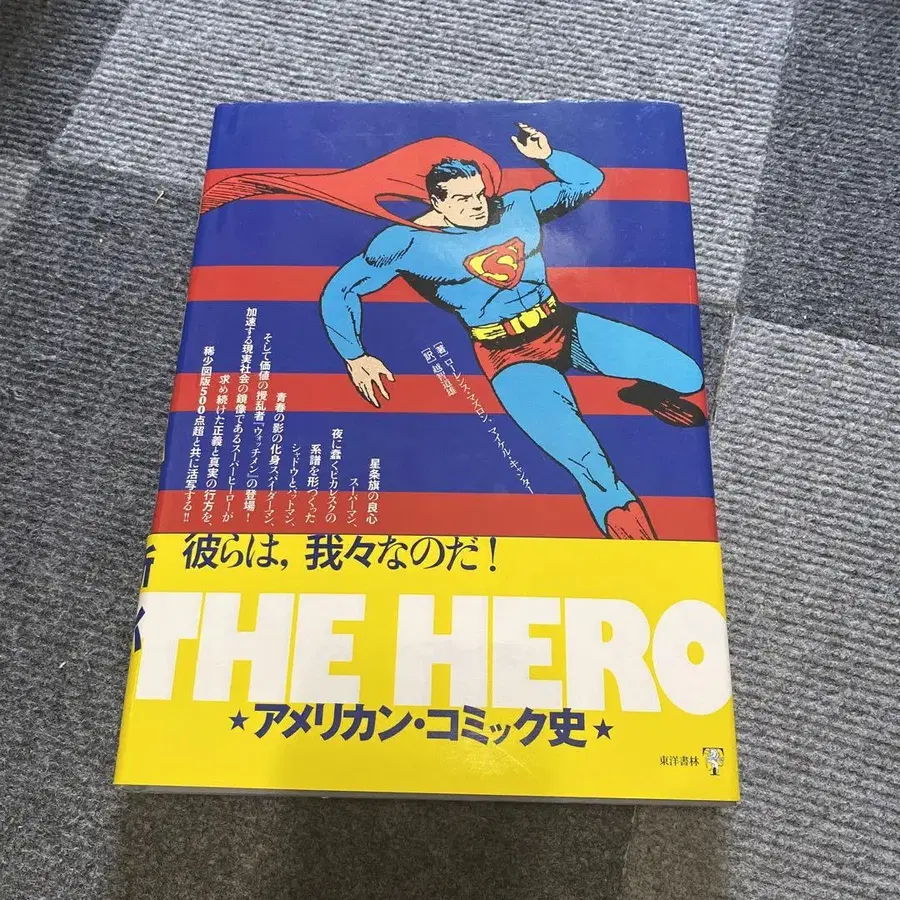 [著]ローレンス・マズロン、マイケル・キャンター
[訳]越智道雄
星条旗の良心
スーパーマン、
夜に蠢くピカレスクの
系譜を形づくった
シャドウとバットマン、
青春の影の化身スパイダーマン、
そして価値の攪乱者『ウォッチメン』の登場!
加速する現実社会の鏡像であるスーパーヒーローが
求め続けた正義と真実の行方を、
稀少図版500点超と共に活写する!!
彼らは,我々なのだ!
THE HERO
★アメリカン・コミック史★
東洋書林